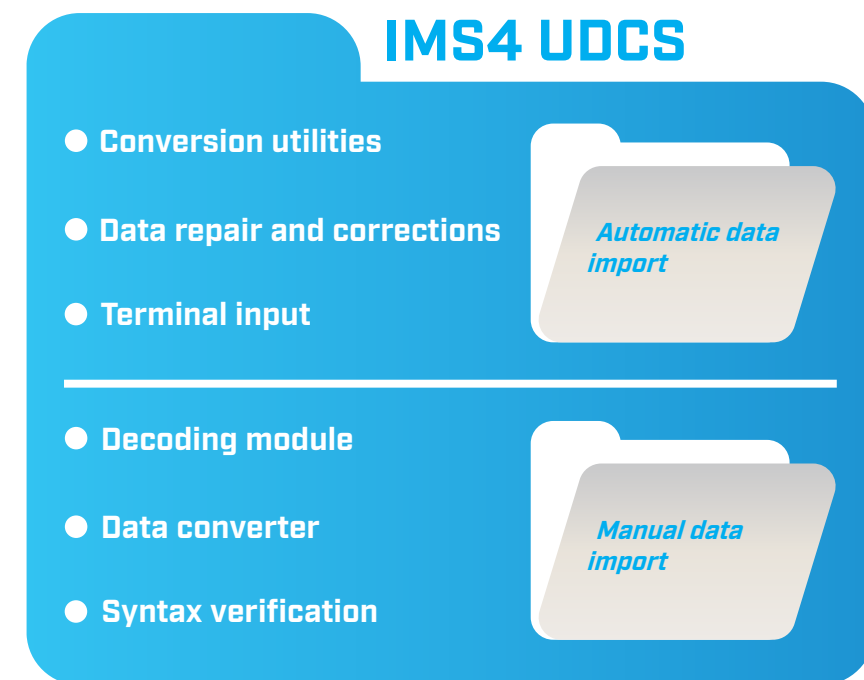 IMS4 UDCS
Conversion utilities
Data repair and corrections
Terminal input
Automatic data
import
Decoding module
Data converter
Syntax verification
Manual data
import